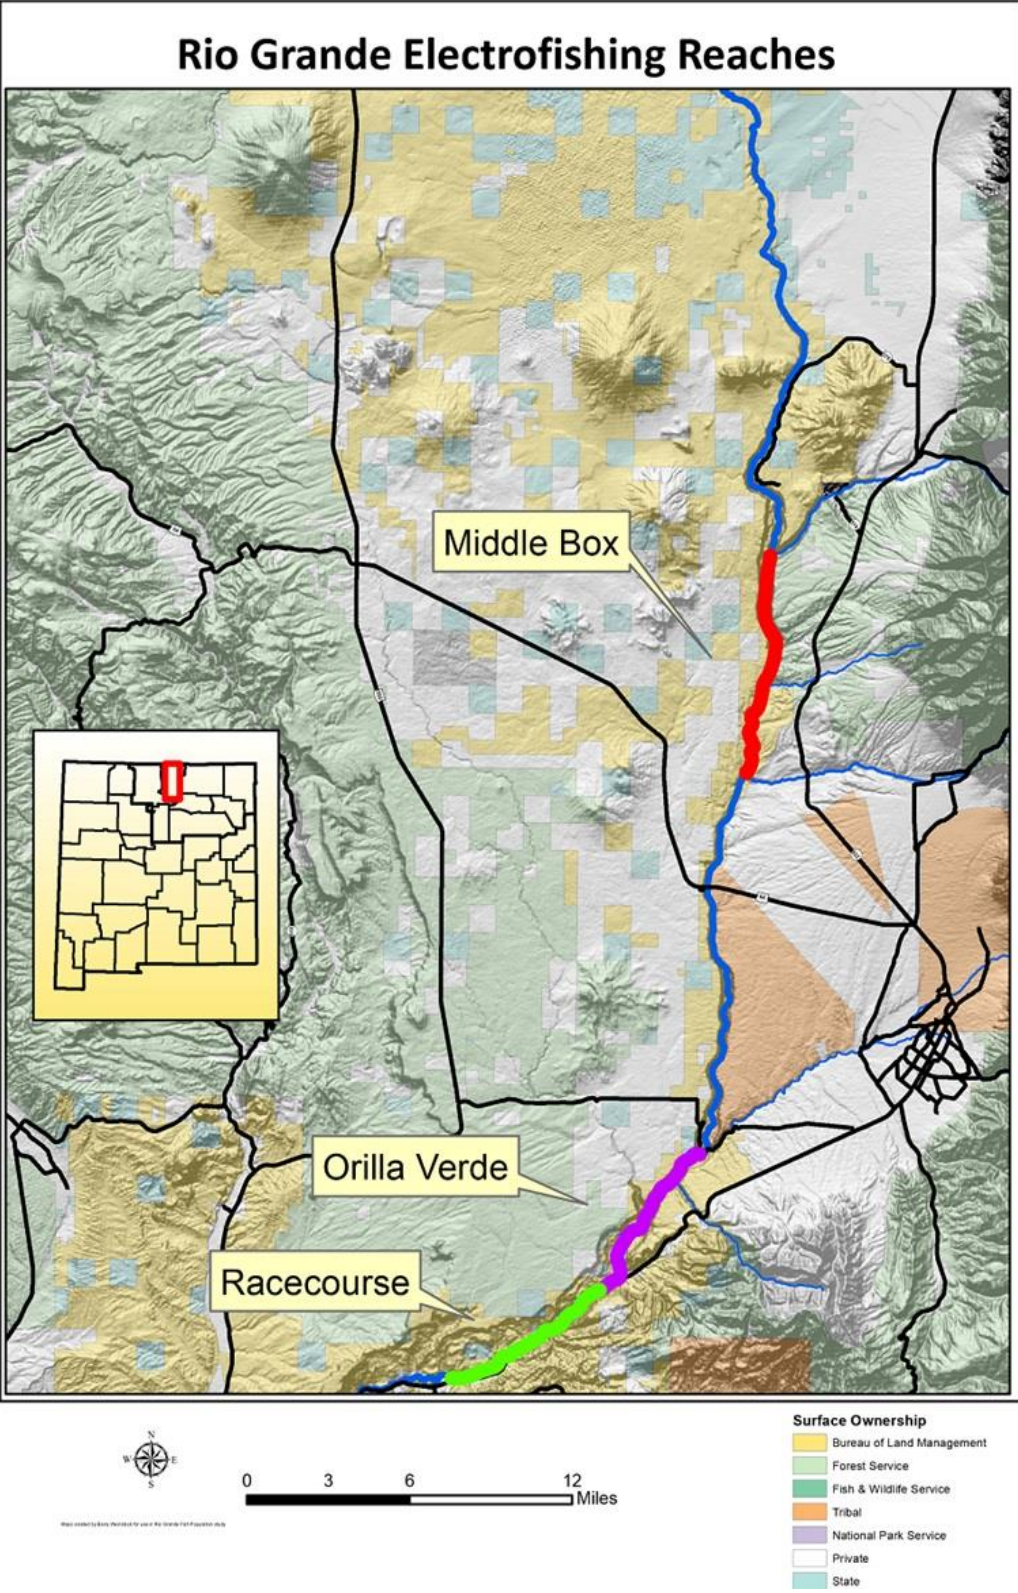 Rio Grande Electrofishing Reaches
Middle Box
Orilla Verde
Racecourse
N
W E
S
0 3 6 12
Miles
Surface Ownership
Bureau of Land Management
Forest Service
Fish & Wildlife Service
Tribal
National Park Service
Private
State